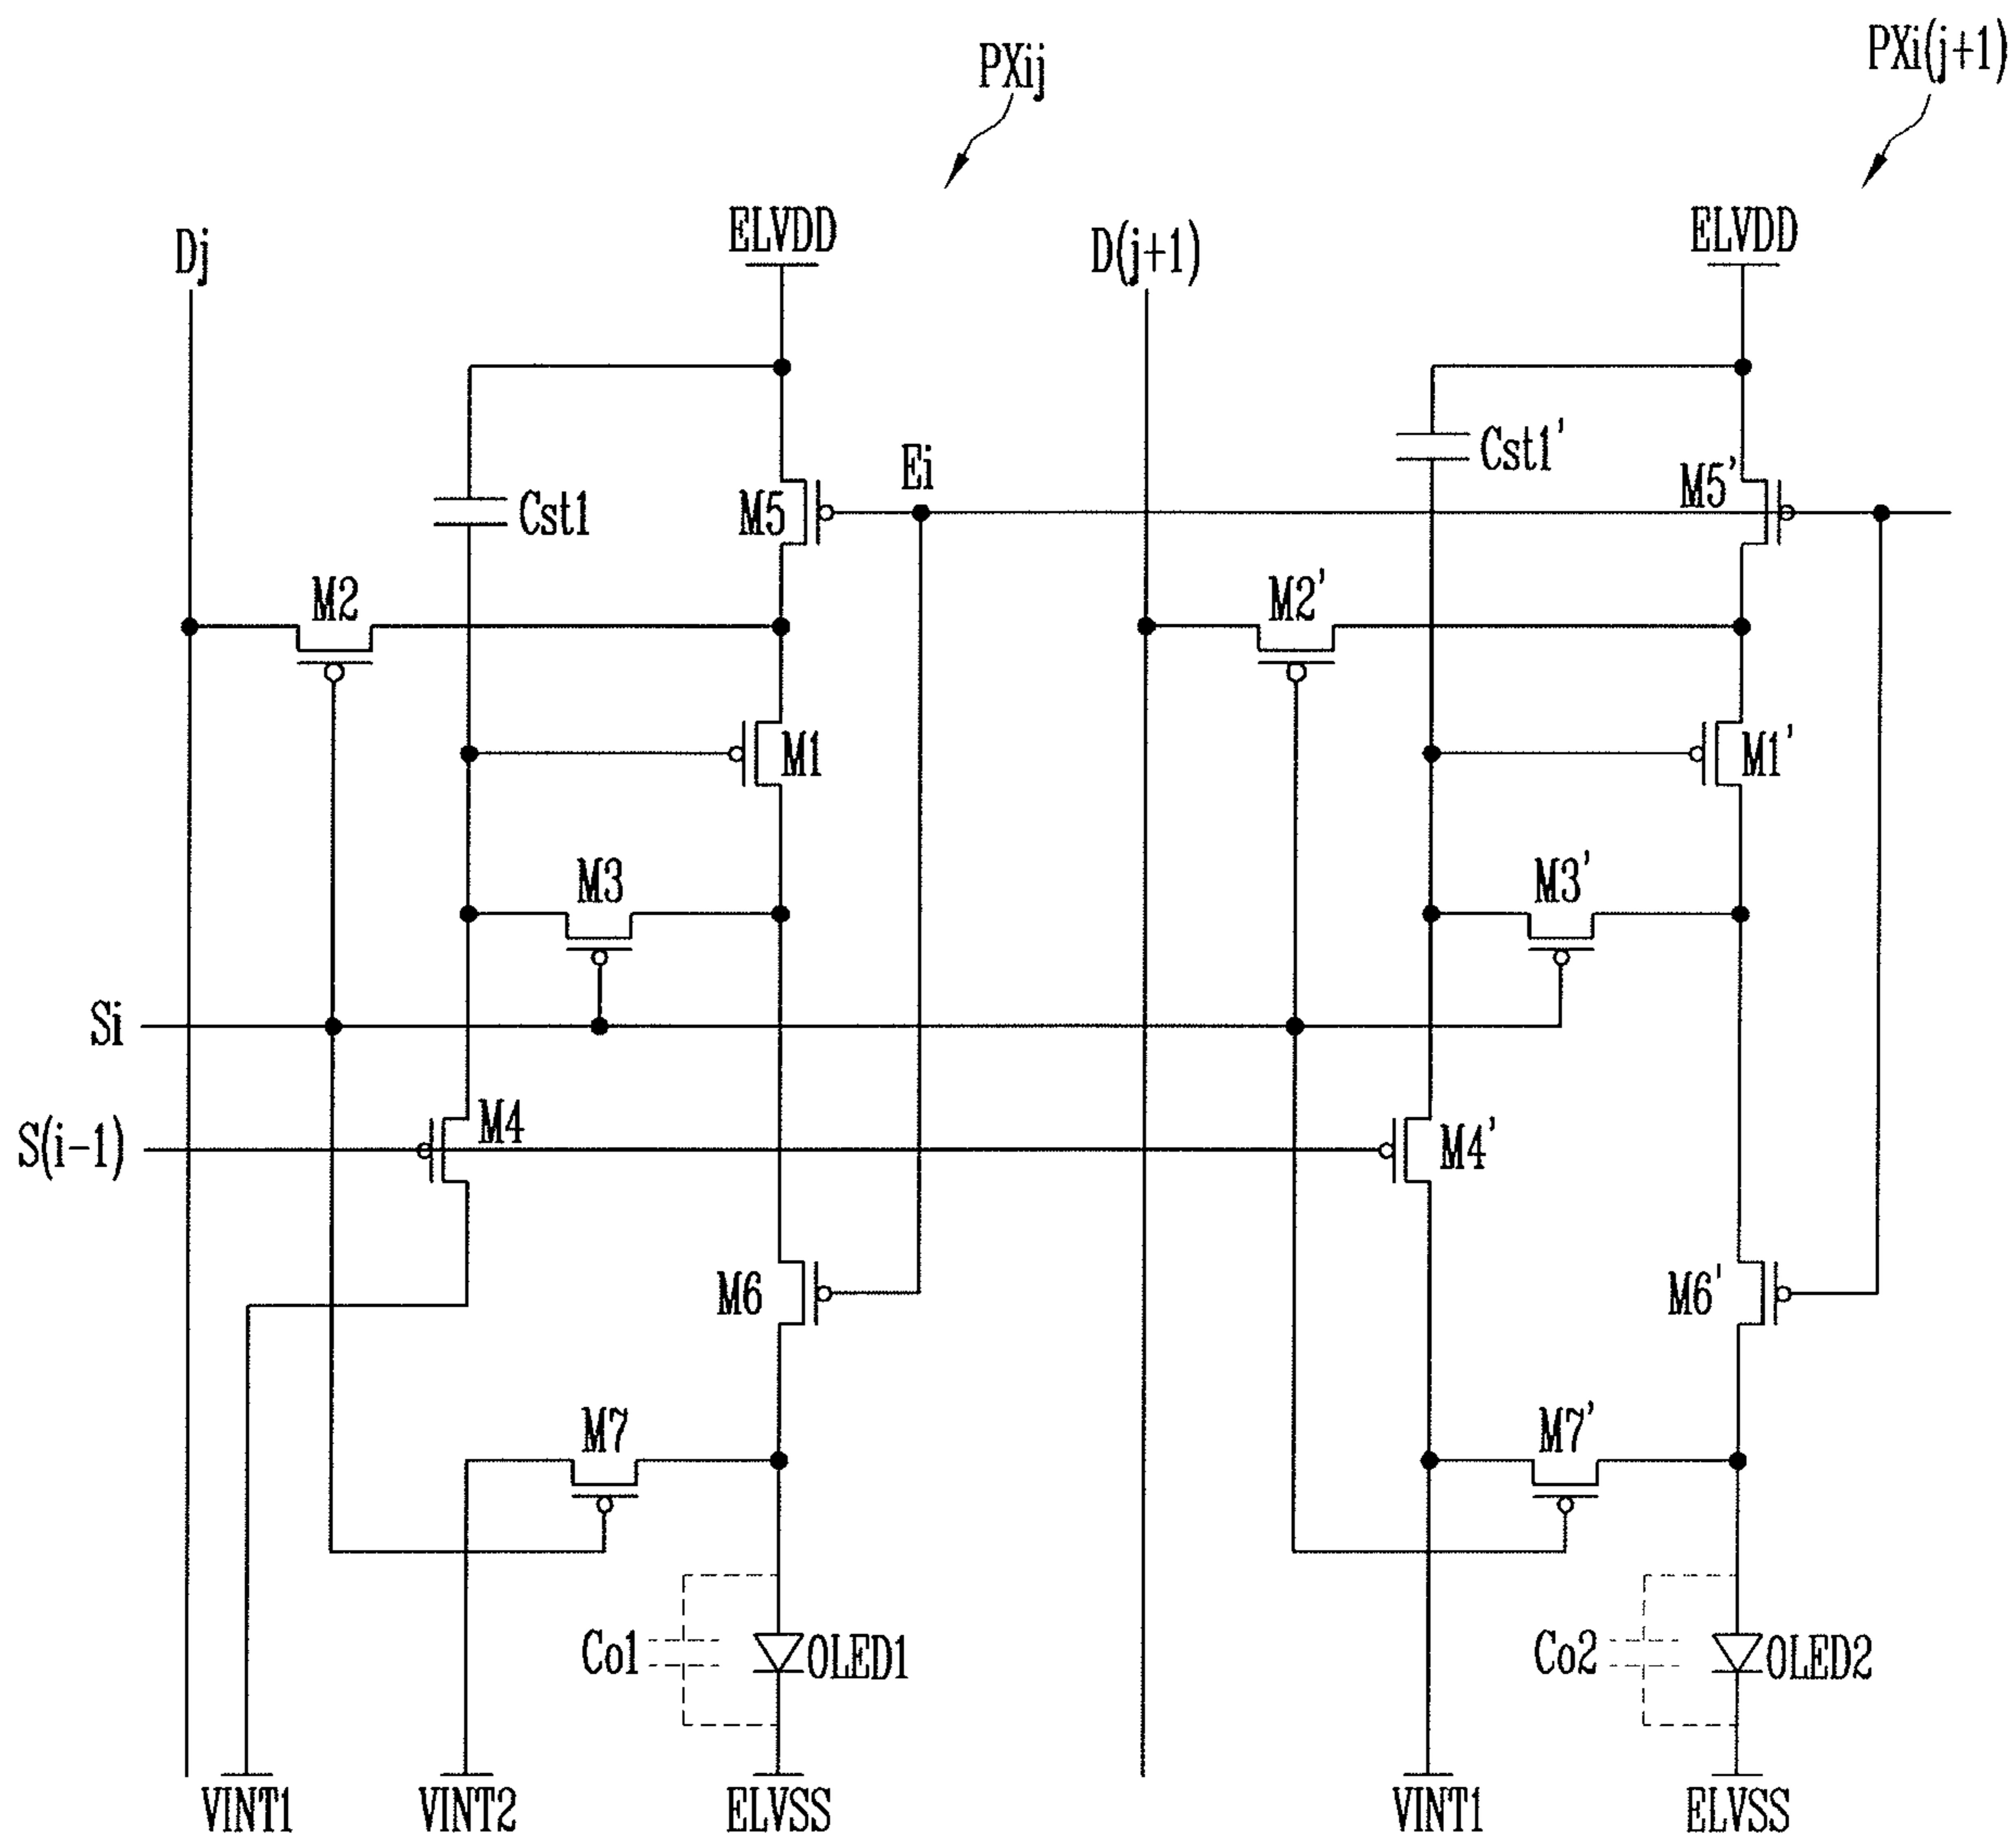 PXij
PXi(j+1)
Dj
ELVDD
D(j+1)
ELVDD
Cst1
M5
Ei
Cst1'
M5'
M2
M2'
M1
M1'
M3
M3'
Si
S(i-1)
M4
M4'
M6
M6'
M7
M7'
Co1
OLED1
Co2
OLED2
VINT1
VINT2
ELVSS
VINT1
ELVSS